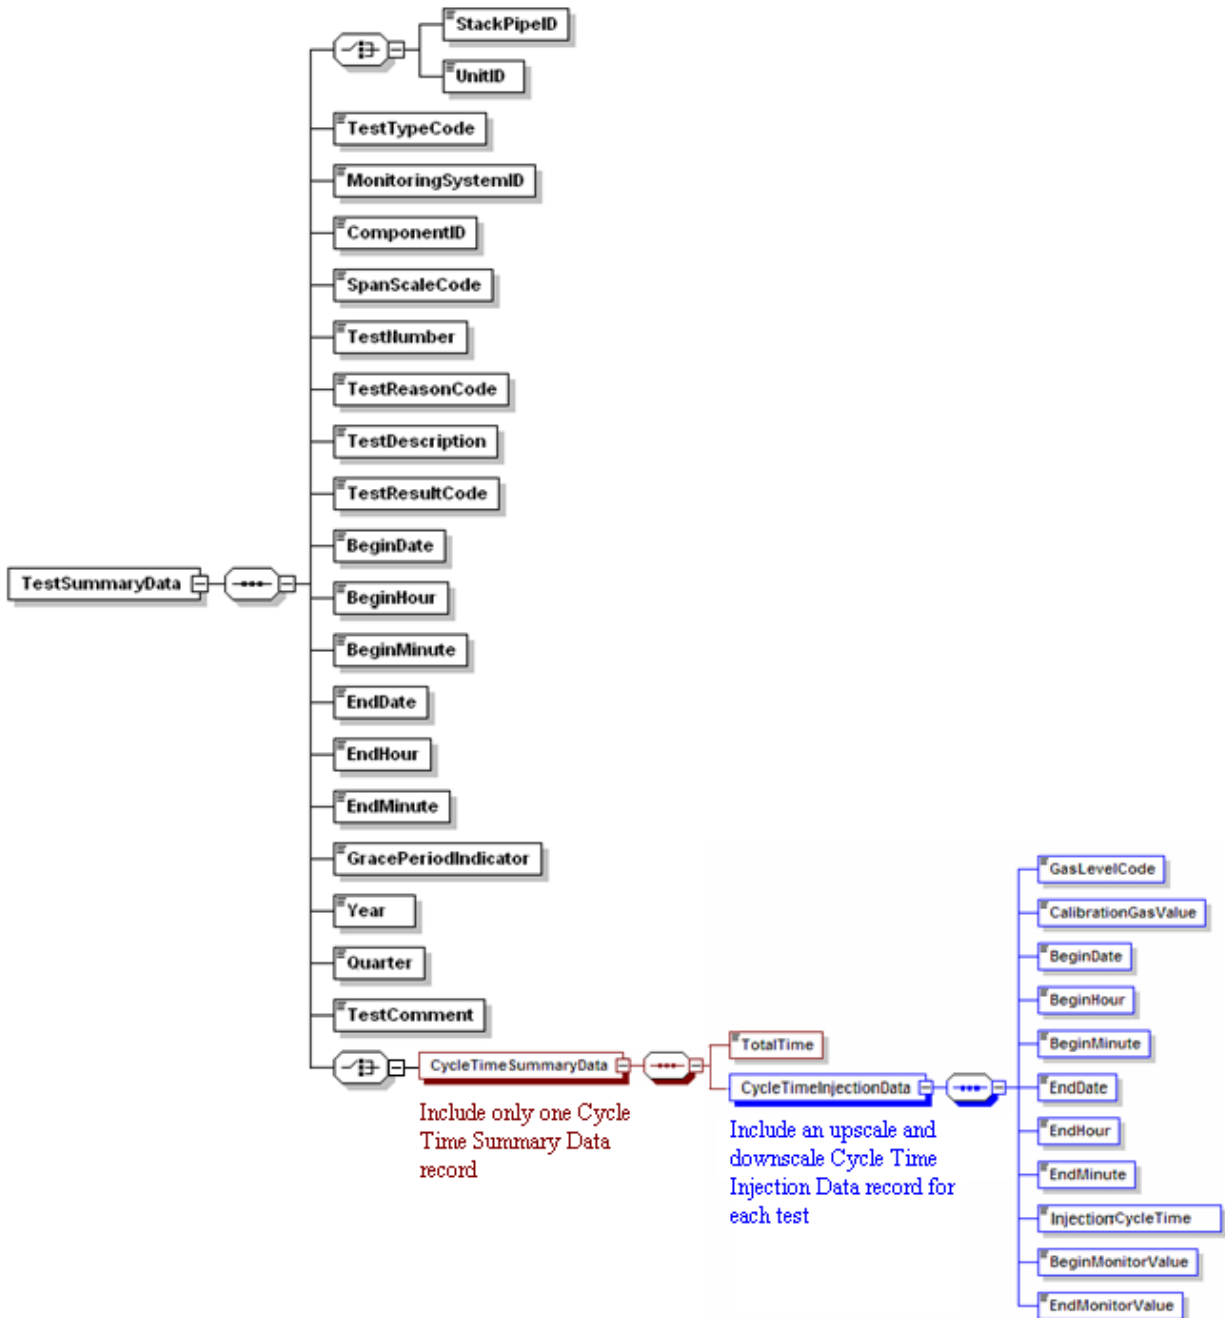 StackPipeID
UnitID
TestTypeCode
MonitoringSystemID
ComponentID
SpanScaleCode
TestNumber
TestReasonCode
TestDescription
TestResultCode
BeginDate
TestSummaryData
BeginHour
BeginMinute
EndDate
EndHour
EndMinute
GracePeriodIndicator
Year
Quarter
TestComment
CycleTimeSummaryData
Include only one Cycle
Time Summary Data
record
TotalTime
CycleTimeInjectionData
Include an upscale and
downscale Cycle Time
Injection Data record for
each test
GasLevelCode
CalibrationGasValue
BeginDate
BeginHour
BeginMinute
EndDate
EndHour
EndMinute
InjectionCycleTime
BeginMonitorValue
EndMonitorValue